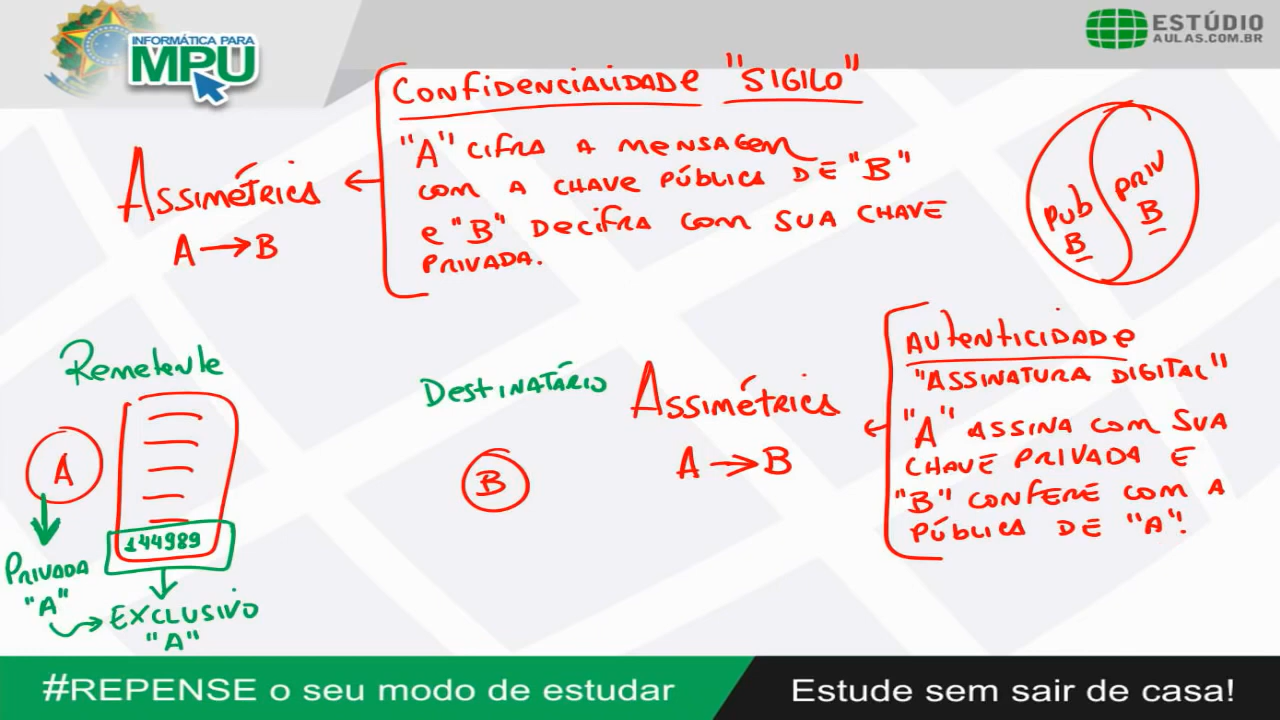 INFORMÁTICA PARA
MPU
ESTÚDIO
AULAS.COM.BR
CONFIDENCIALIDADE "SIGILO"
"A" CIFRA A MENSAGEM
COM A CHAVE PÚBLICA DE "B"
E "B" DECIFRA COM SUA CHAVE
PRIVADA.
ASSIMÉTRICA
A → B
PUB
B
PRIV
B
Remetente
A
144989
PRIVADA
"A"
EXCLUSIVO
"A"
DESTINATÁRIO
B
ASSIMÉTRICA
A → B
AUTENTICIDADE
"ASSINATURA DIGITAL"
"A" ASSINA COM SUA
CHAVE PRIVADA E
"B" CONFERE COM A
PÚBLICA DE "A"!
#REPENSE o seu modo de estudar
Estude sem sair de casa!